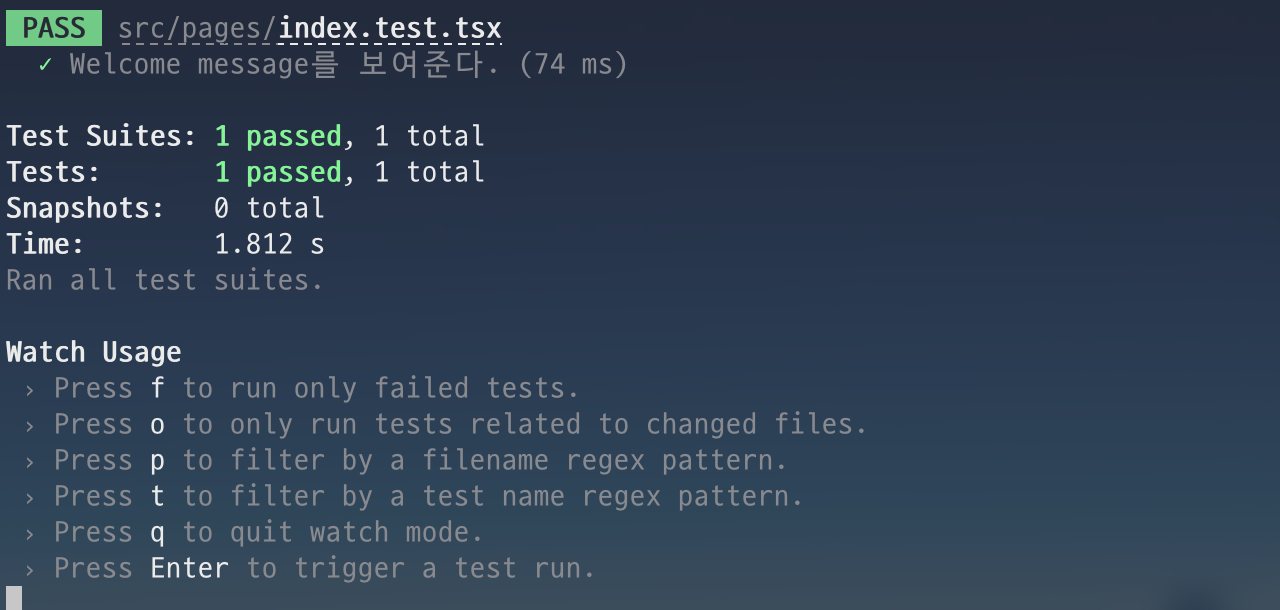 PASS src/pages/index.test.tsx
✓ Welcome message를 보여준다. (74 ms)
Test Suites: 1 passed, 1 total
Tests: 1 passed, 1 total
Snapshots: 0 total
Time: 1.812 s
Ran all test suites.
Watch Usage
› Press f to run only failed tests.
› Press o to only run tests related to changed files.
› Press p to filter by a filename regex pattern.
› Press t to filter by a test name regex pattern.
› Press q to quit watch mode.
› Press Enter to trigger a test run.